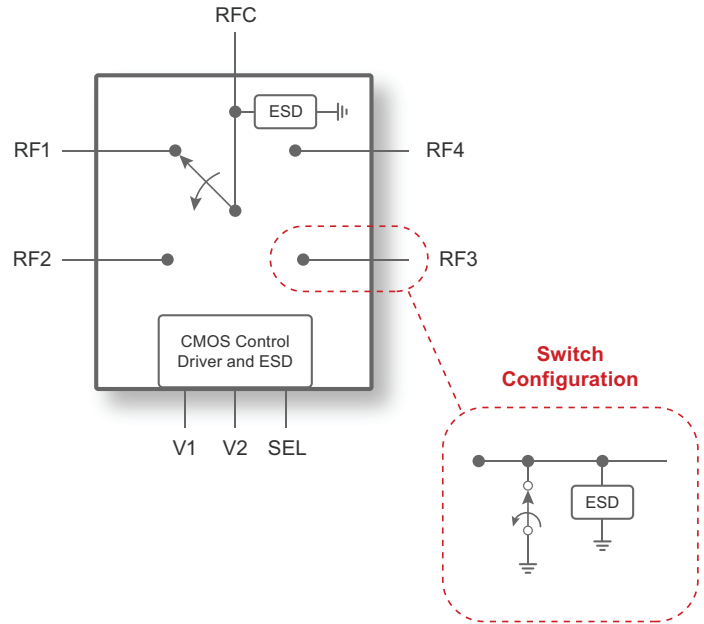 RFC
ESD
RF1
RF4
RF2
RF3
CMOS Control
Driver and ESD
V1 V2 SEL
Switch
Configuration
ESD